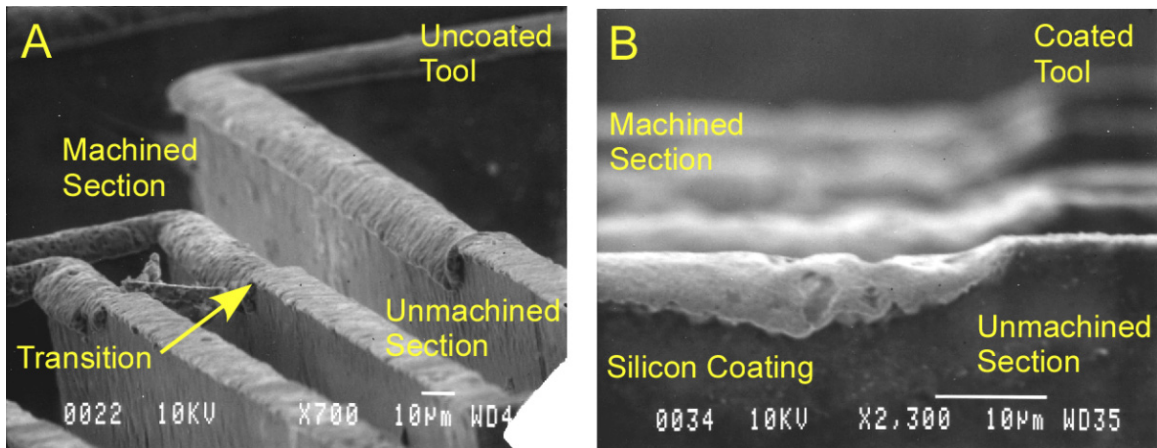 A
Uncoated
Tool
Machined
Section
Unmachined
Section
Transition
0022 10KV X700 10μm WD4
B
Coated
Tool
Machined
Section
Unmachined
Section
Silicon Coating
0034 10KV X2,300 10μm WD35